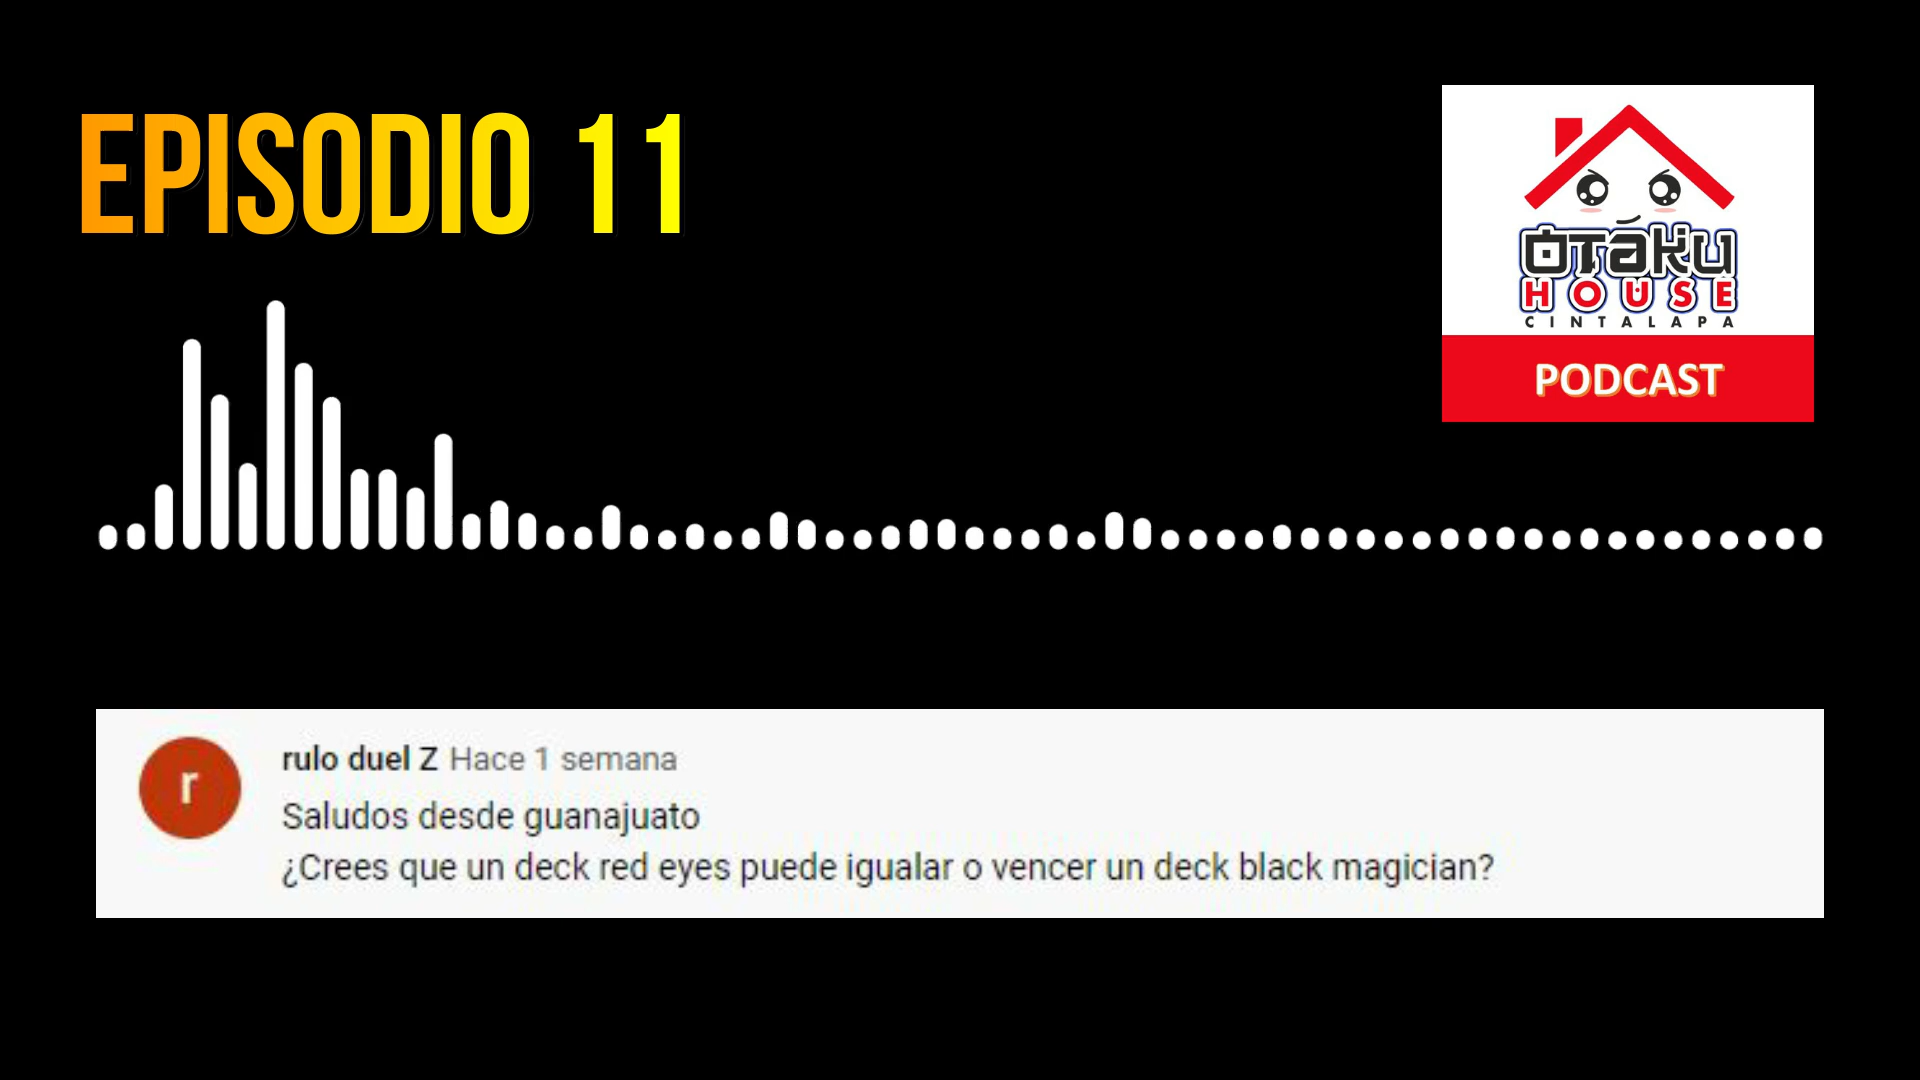 EPISODIO 11
OTaKu
HOUSE
CINTALAPA
PODCAST
r
rulo duel Z Hace 1 semana
Saludos desde guanajuato
¿Crees que un deck red eyes puede igualar o vencer un deck black magician?